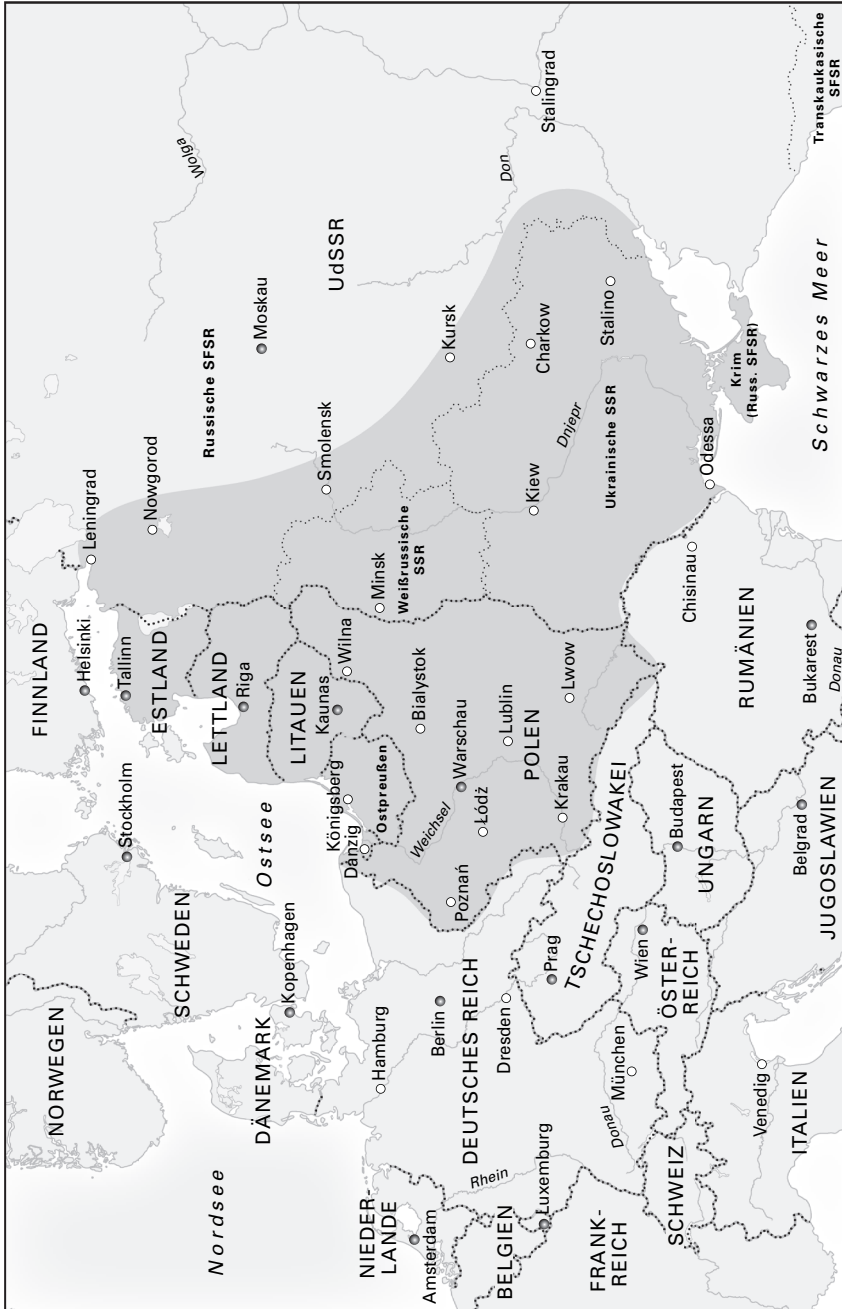 NORWEGEN
SCHWEDEN
FINNLAND
Stockholm
Helsinki
Leningrad
Tallinn
Nowgorod
ESTLAND
Wolga
Nordsee
DÄNEMARK
Kopenhagen
Ostsee
LETTLAND
Riga
Russische SFSR
Moskau
LITAUEN
Kaunas
Wilna
Smolensk
UdSSR
Königsberg
Danzig
Ostpreußen
Hamburg
NIEDER-
LANDE
Amsterdam
Minsk
Weißrussische
SSR
Berlin
Poznań
Weichsel
Warschau
Bialystok
Kursk
DEUTSCHES REICH
Łódź
Lublin
POLEN
Rhein
BELGIEN
Luxemburg
Dresden
Krakau
Lwow
Kiew
Charkow
Dnjepr
Don
Stalingrad
Prag
TSCHECHOSLOWAKEI
Stalino
Ukrainische SSR
FRANK-
REICH
Donau
München
Wien
ÖSTER-
REICH
Budapest
UNGARN
Chisinau
Odessa
SCHWEIZ
Krim
(Russ. SFSR)
RUMÄNIEN
Venedig
ITALIEN
Belgrad
JUGOSLAWIEN
Bukarest
Donau
Schwarzes Meer
Transkaukasische
SFSR